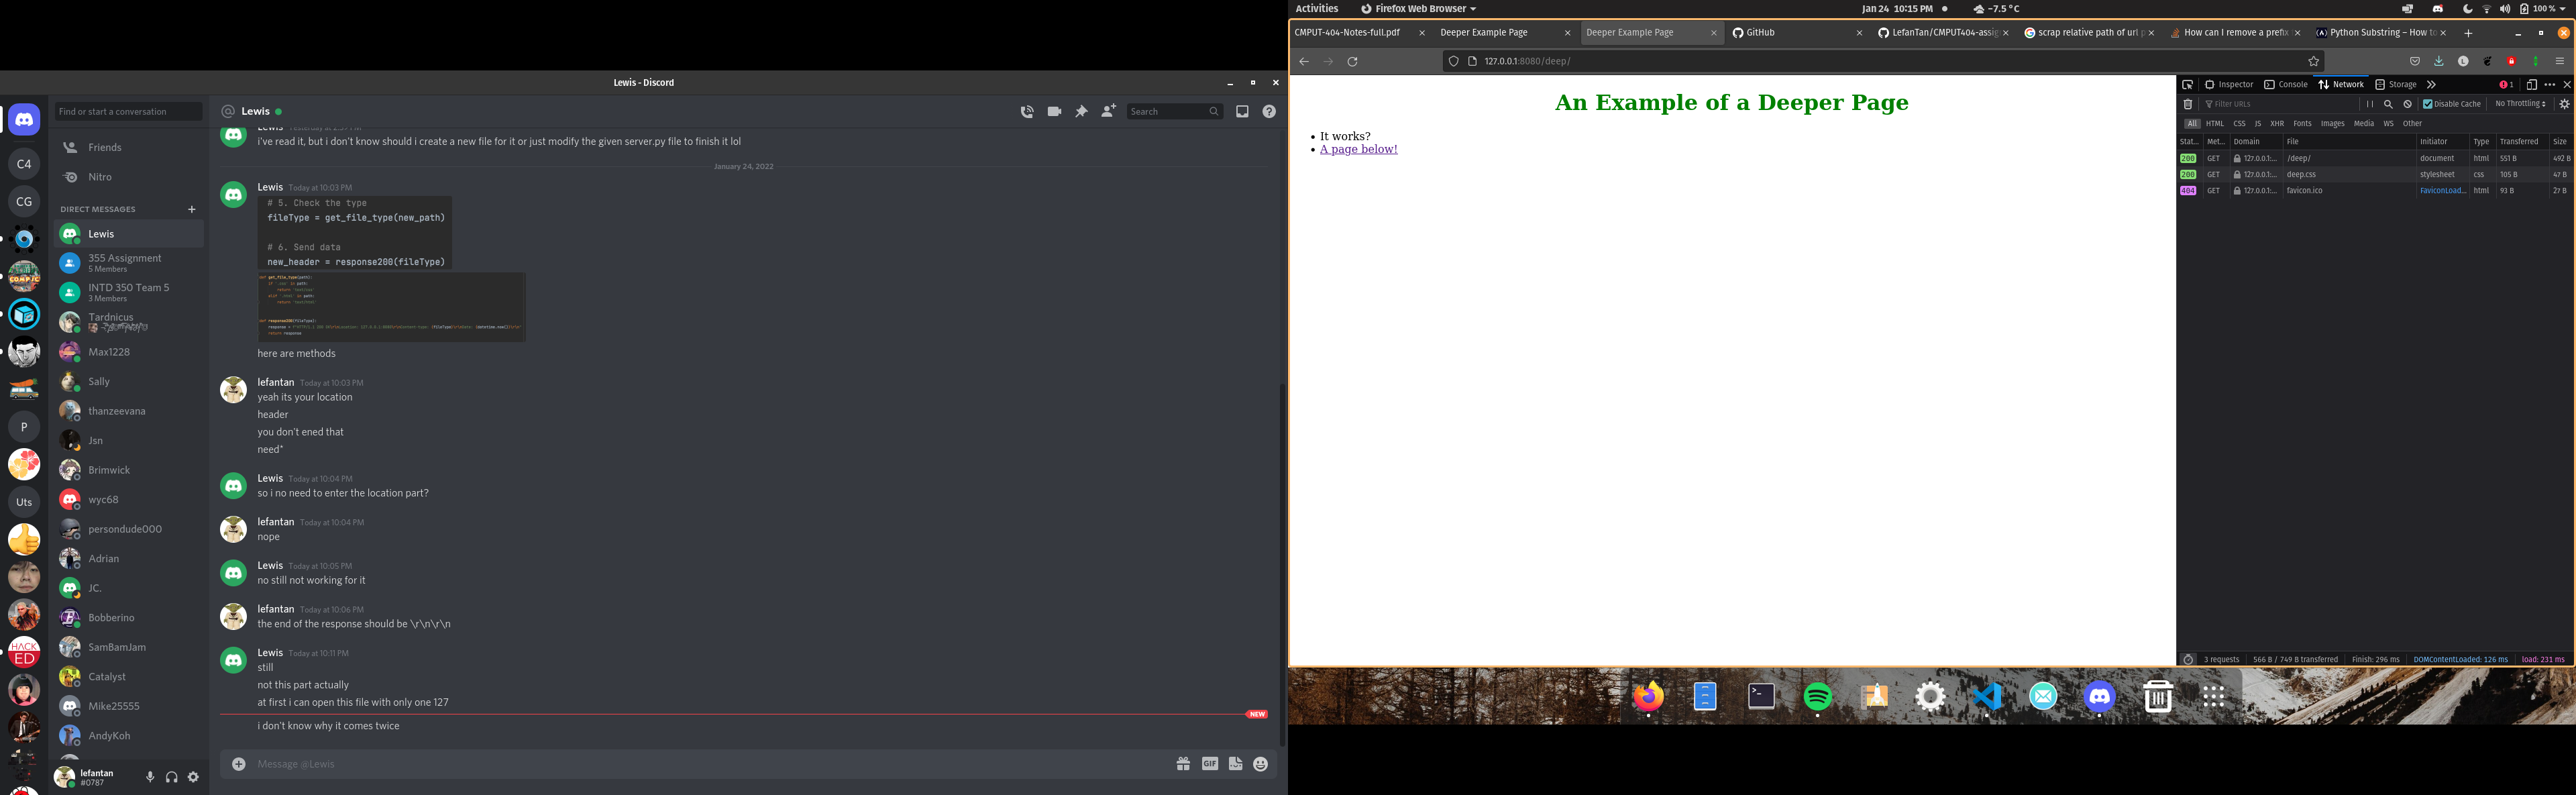 Lewis - Discord
Find or start a conversation
Friends
Nitro
DIRECT MESSAGES
Lewis
355 Assignment
5 Members
INTD 350 Team 5
3 Members
Tardnicus
Max1228
Sally
thanzeevana
Jsn
Brimwick
wyc68
persondude000
Adrian
JC.
Bobberino
SamBamJam
Catalyst
Mike25555
AndyKoh
lefantan
#0787
C4
CG
P
Uts
HACK
ED
@ Lewis
Search
i've read it, but i don't know should i create a new file for it or just modify the given server.py file to finish it lol
January 24, 2022
Lewis Today at 10:03 PM
# 5. Check the type
fileType = get_file_type(new_path)
# 6. Send data
new_header = response200(fileType)
def get_file_type(path):
here are methods
lefantan Today at 10:03 PM
yeah its your location
header
you don't ened that
need*
Lewis Today at 10:04 PM
so i no need to enter the location part?
lefantan Today at 10:04 PM
nope
Lewis Today at 10:05 PM
no still not working for it
lefantan Today at 10:06 PM
the end of the response should be \r\n\r\n
Lewis Today at 10:11 PM
still
not this part actually
at first i can open this file with only one 127
NEW
i don't know why it comes twice
Message @Lewis
GIF
Activities Firefox Web Browser Jan 24 10:15 PM -7.5 °C 100 %
CMPUT-404-Notes-full.pdf Deeper Example Page Deeper Example Page GitHub LefanTan/CMPUT404-assig scrap relative path of url p How can I remove a prefix Python Substring – How to
127.0.0.1:8080/deep/
An Example of a Deeper Page
• It works?
• A page below!
Inspector Console Network Storage 1
Filter URLs Disable Cache No Throttling
All HTML CSS JS XHR Fonts Images Media WS Other
Stat... Met... Domain File Initiator Type Transferred Size
200 GET 127.0.0.1:... /deep/ document html 551 B 492 B
200 GET 127.0.0.1:... deep.css stylesheet css 105 B 47 B
404 GET 127.0.0.1:... favicon.ico FaviconLoad... html 93 B 27 B
3 requests 566 B / 749 B transferred Finish: 296 ms DOMContentLoaded: 126 ms load: 231 ms